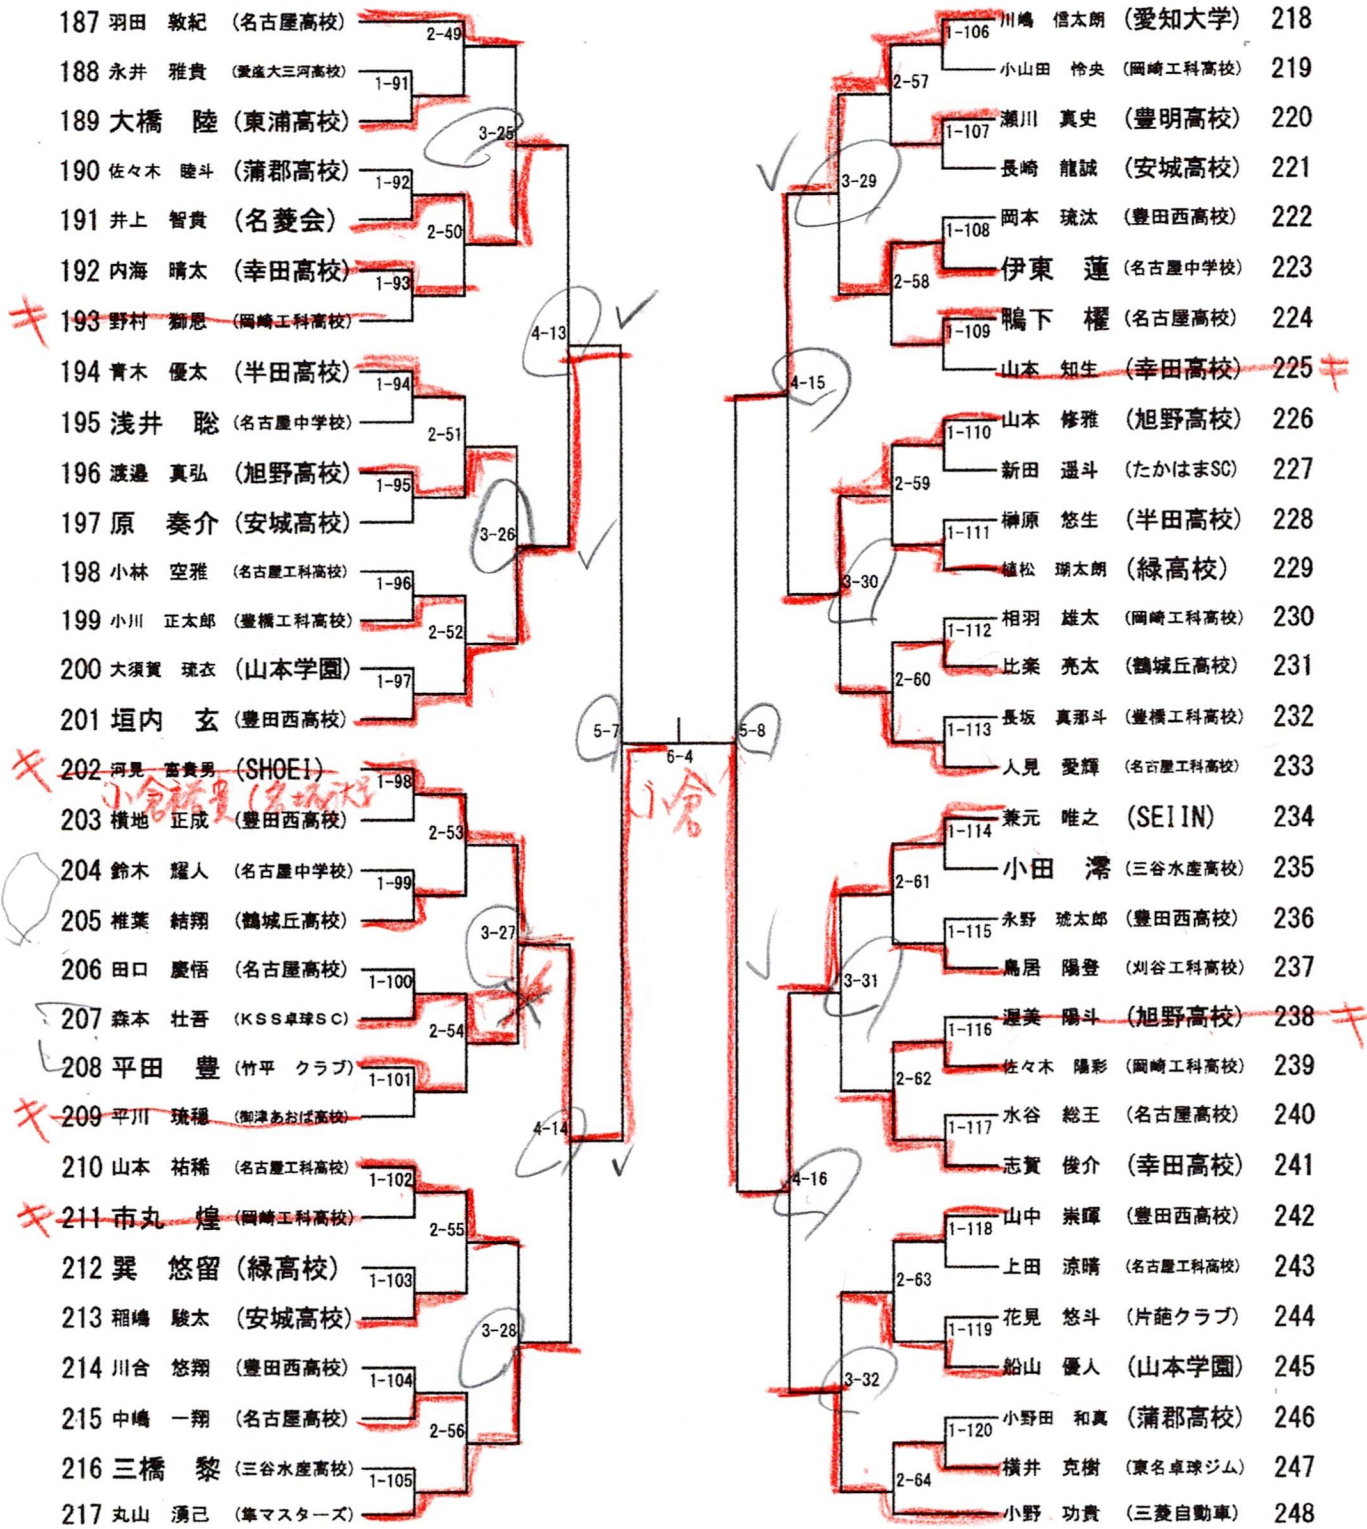 187 羽田 敦紀 (名古屋高校)
188 永井 雅貴 (愛産大三河高校)
189 大橋 陸 (東浦高校)
190 佐々木 睦斗 (蒲郡高校)
191 井上 智貴 (名菱会)
192 内海 晴太 (幸田高校)
キ 193 野村 獅恩 (岡崎工科高校)
194 青木 優太 (半田高校)
195 浅井 聡 (名古屋中学校)
196 渡邉 真弘 (旭野高校)
197 原 奏介 (安城高校)
198 小林 空雅 (名古屋工科高校)
199 小川 正太郎 (豊橋工科高校)
200 大須賀 琉衣 (山本学園)
201 垣内 玄 (豊田西高校)
キ 202 河見 富貴男 (SHOEI)
203 横地 正成 (豊田西高校)
204 鈴木 耀人 (名古屋中学校)
205 椎葉 結翔 (鶴城丘高校)
206 田口 慶悟 (名古屋高校)
207 森本 壮吾 (KSS卓球SC)
208 平田 豊 (竹平 クラブ)
キ 209 平川 琉穏 (御津あおば高校)
210 山本 祐稀 (名古屋工科高校)
キ 211 市丸 煌 (岡崎工科高校)
212 巽 悠留 (緑高校)
213 稲嶋 駿太 (安城高校)
214 川合 悠翔 (豊田西高校)
215 中嶋 一翔 (名古屋高校)
216 三橋 黎 (三谷水産高校)
217 丸山 湧己 (隼マスターズ)
1-91
1-92
1-93
1-94
1-95
1-96
1-97
1-98
1-99
1-100
1-101
1-102
1-103
1-104
1-105
2-49
2-50
2-51
2-52
2-53
2-54
2-55
2-56
3-25
3-26
3-27
3-28
4-13
4-14
5-7
6-4
小倉
5-8
4-15
4-16
3-29
3-30
3-31
3-32
2-57
2-58
2-59
2-60
2-61
2-62
2-63
2-64
1-106
1-107
1-108
1-109
1-110
1-111
1-112
1-113
1-114
1-115
1-116
1-117
1-118
1-119
1-120
川嶋 信太朗 (愛知大学) 218
小山田 怜央 (岡崎工科高校) 219
瀬川 真史 (豊明高校) 220
長崎 龍誠 (安城高校) 221
岡本 琉汰 (豊田西高校) 222
伊東 蓮 (名古屋中学校) 223
鴨下 櫂 (名古屋高校) 224
山本 知生 (幸田高校) 225 キ
山本 修雅 (旭野高校) 226
新田 遥斗 (たかはまSC) 227
榊原 悠生 (半田高校) 228
植松 瑚太朗 (緑高校) 229
相羽 雄太 (岡崎工科高校) 230
比楽 亮太 (鶴城丘高校) 231
長坂 真那斗 (豊橋工科高校) 232
人見 愛輝 (名古屋工科高校) 233
兼元 唯之 (SEIIN) 234
小田 澪 (三谷水産高校) 235
永野 琥太郎 (豊田西高校) 236
鳥居 陽登 (刈谷工科高校) 237
渥美 陽斗 (旭野高校) 238 キ
佐々木 陽彩 (岡崎工科高校) 239
水谷 総王 (名古屋高校) 240
志賀 俊介 (幸田高校) 241
山中 崇暉 (豊田西高校) 242
上田 涼晴 (名古屋工科高校) 243
花見 悠斗 (片葩クラブ) 244
船山 優人 (山本学園) 245
小野田 和真 (蒲郡高校) 246
横井 克樹 (東名卓球ジム) 247
小野 功貴 (三菱自動車) 248